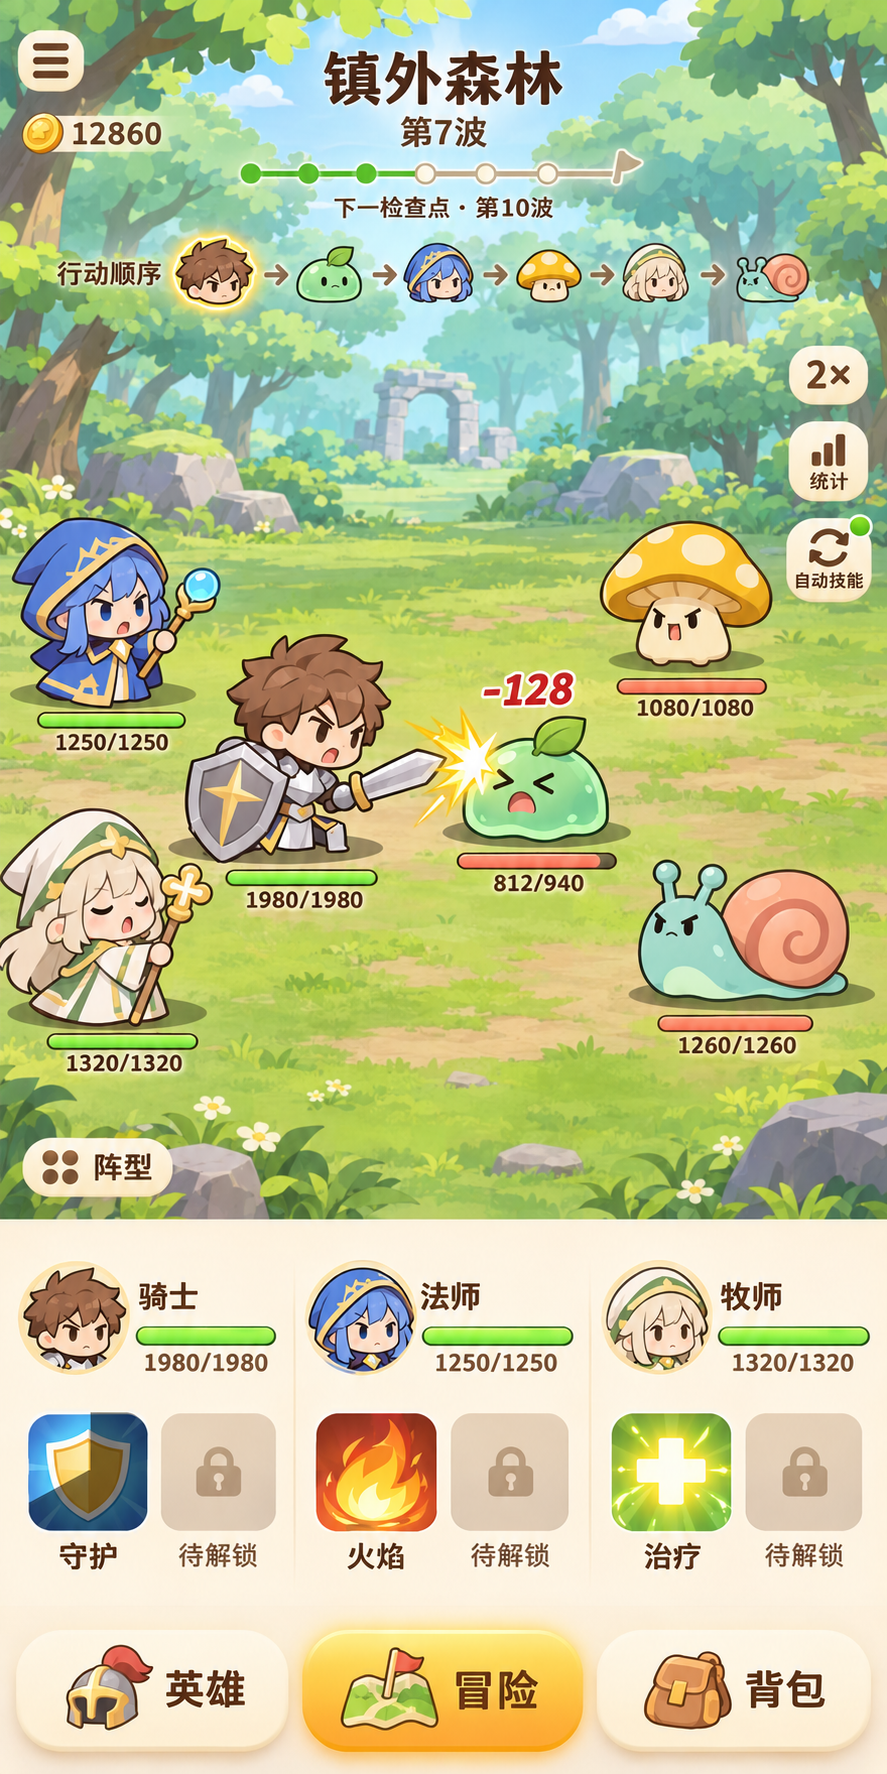 镇外森林
12860
第7波
下一检查点·第10波
行动顺序
2×
统计
自动技能
-128
1250/1250
1080/1080
812/940
1980/1980
1260/1260
1320/1320
阵型
骑士
1980/1980
法师
1250/1250
牧师
1320/1320
守护
待解锁
火焰
待解锁
治疗
待解锁
英雄
冒险
背包